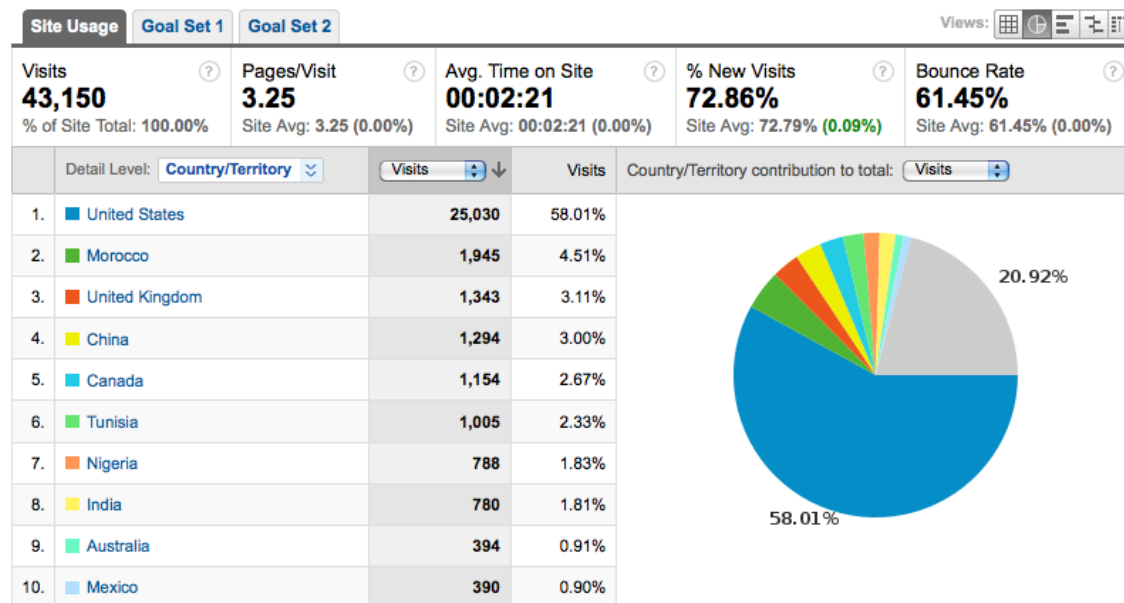 Site Usage Goal Set 1 Goal Set 2 Views:
Visits ? Pages/Visit ? Avg. Time on Site ? % New Visits ? Bounce Rate ?
43,150 3.25 00:02:21 72.86% 61.45%
% of Site Total: 100.00% Site Avg: 3.25 (0.00%) Site Avg: 00:02:21 (0.00%) Site Avg: 72.79% (0.09%) Site Avg: 61.45% (0.00%)
Detail Level: Country/Territory Visits Visits Country/Territory contribution to total: Visits
1. United States 25,030 58.01%
2. Morocco 1,945 4.51%
3. United Kingdom 1,343 3.11%
4. China 1,294 3.00%
5. Canada 1,154 2.67%
6. Tunisia 1,005 2.33%
7. Nigeria 788 1.83%
8. India 780 1.81%
9. Australia 394 0.91%
10. Mexico 390 0.90%
20.92%
58.01%